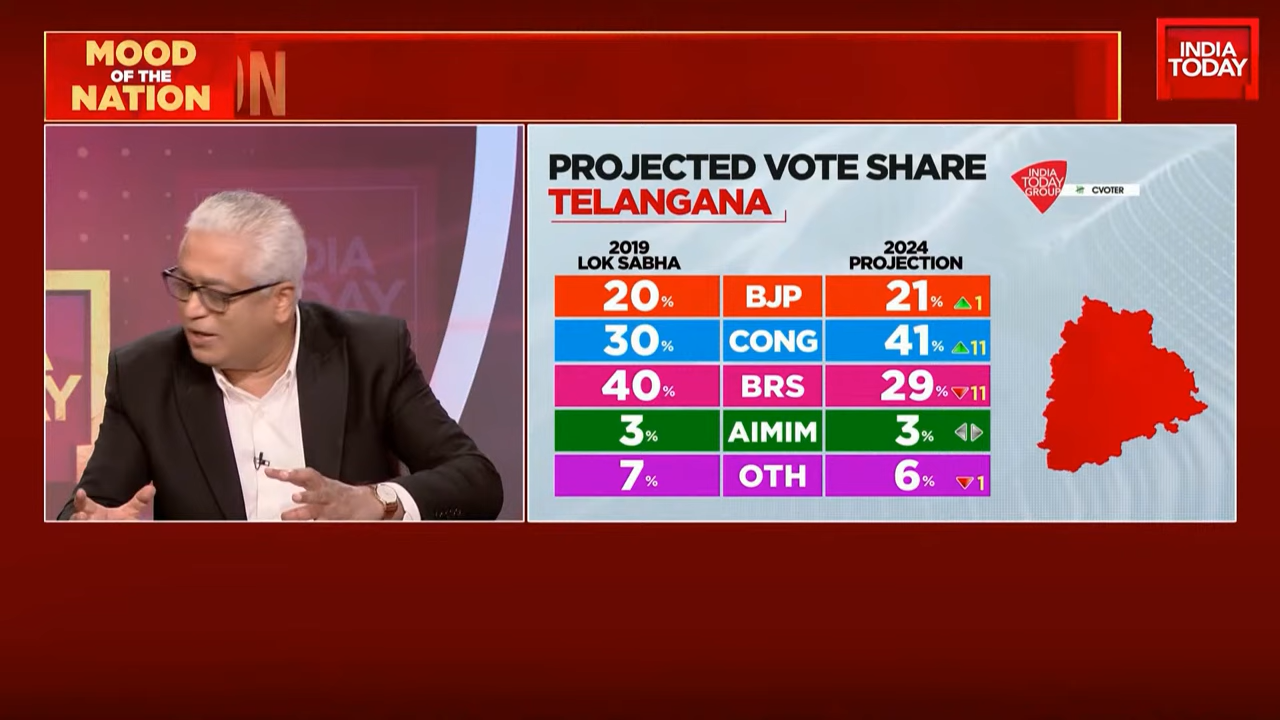 MOOD
OF THE
NATION
ON
INDIA
TODAY
PROJECTED VOTE SHARE
TELANGANA
INDIA
TODAY
GROUP
CVOTER
2019
LOK SABHA
2024
PROJECTION
20% BJP 21% 1
30% CONG 41% 11
40% BRS 29% 11
3% AIMIM 3%
7% OTH 6% 1